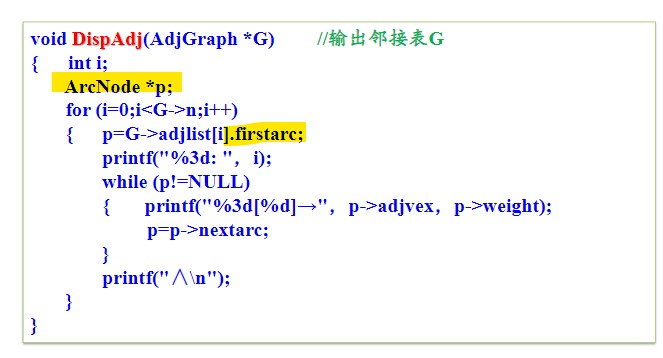 void DispAdj(AdjGraph *G)        //输出邻接表G
{     int i;
      ArcNode *p;
      for (i=0;i<G->n;i++)
      {     p=G->adjlist[i].firstarc;
            printf("%3d: ", i);
            while (p!=NULL)
            {      printf("%3d[%d]→", p->adjvex, p->weight);
                   p=p->nextarc;
            }
            printf("∧\n");
      }
}